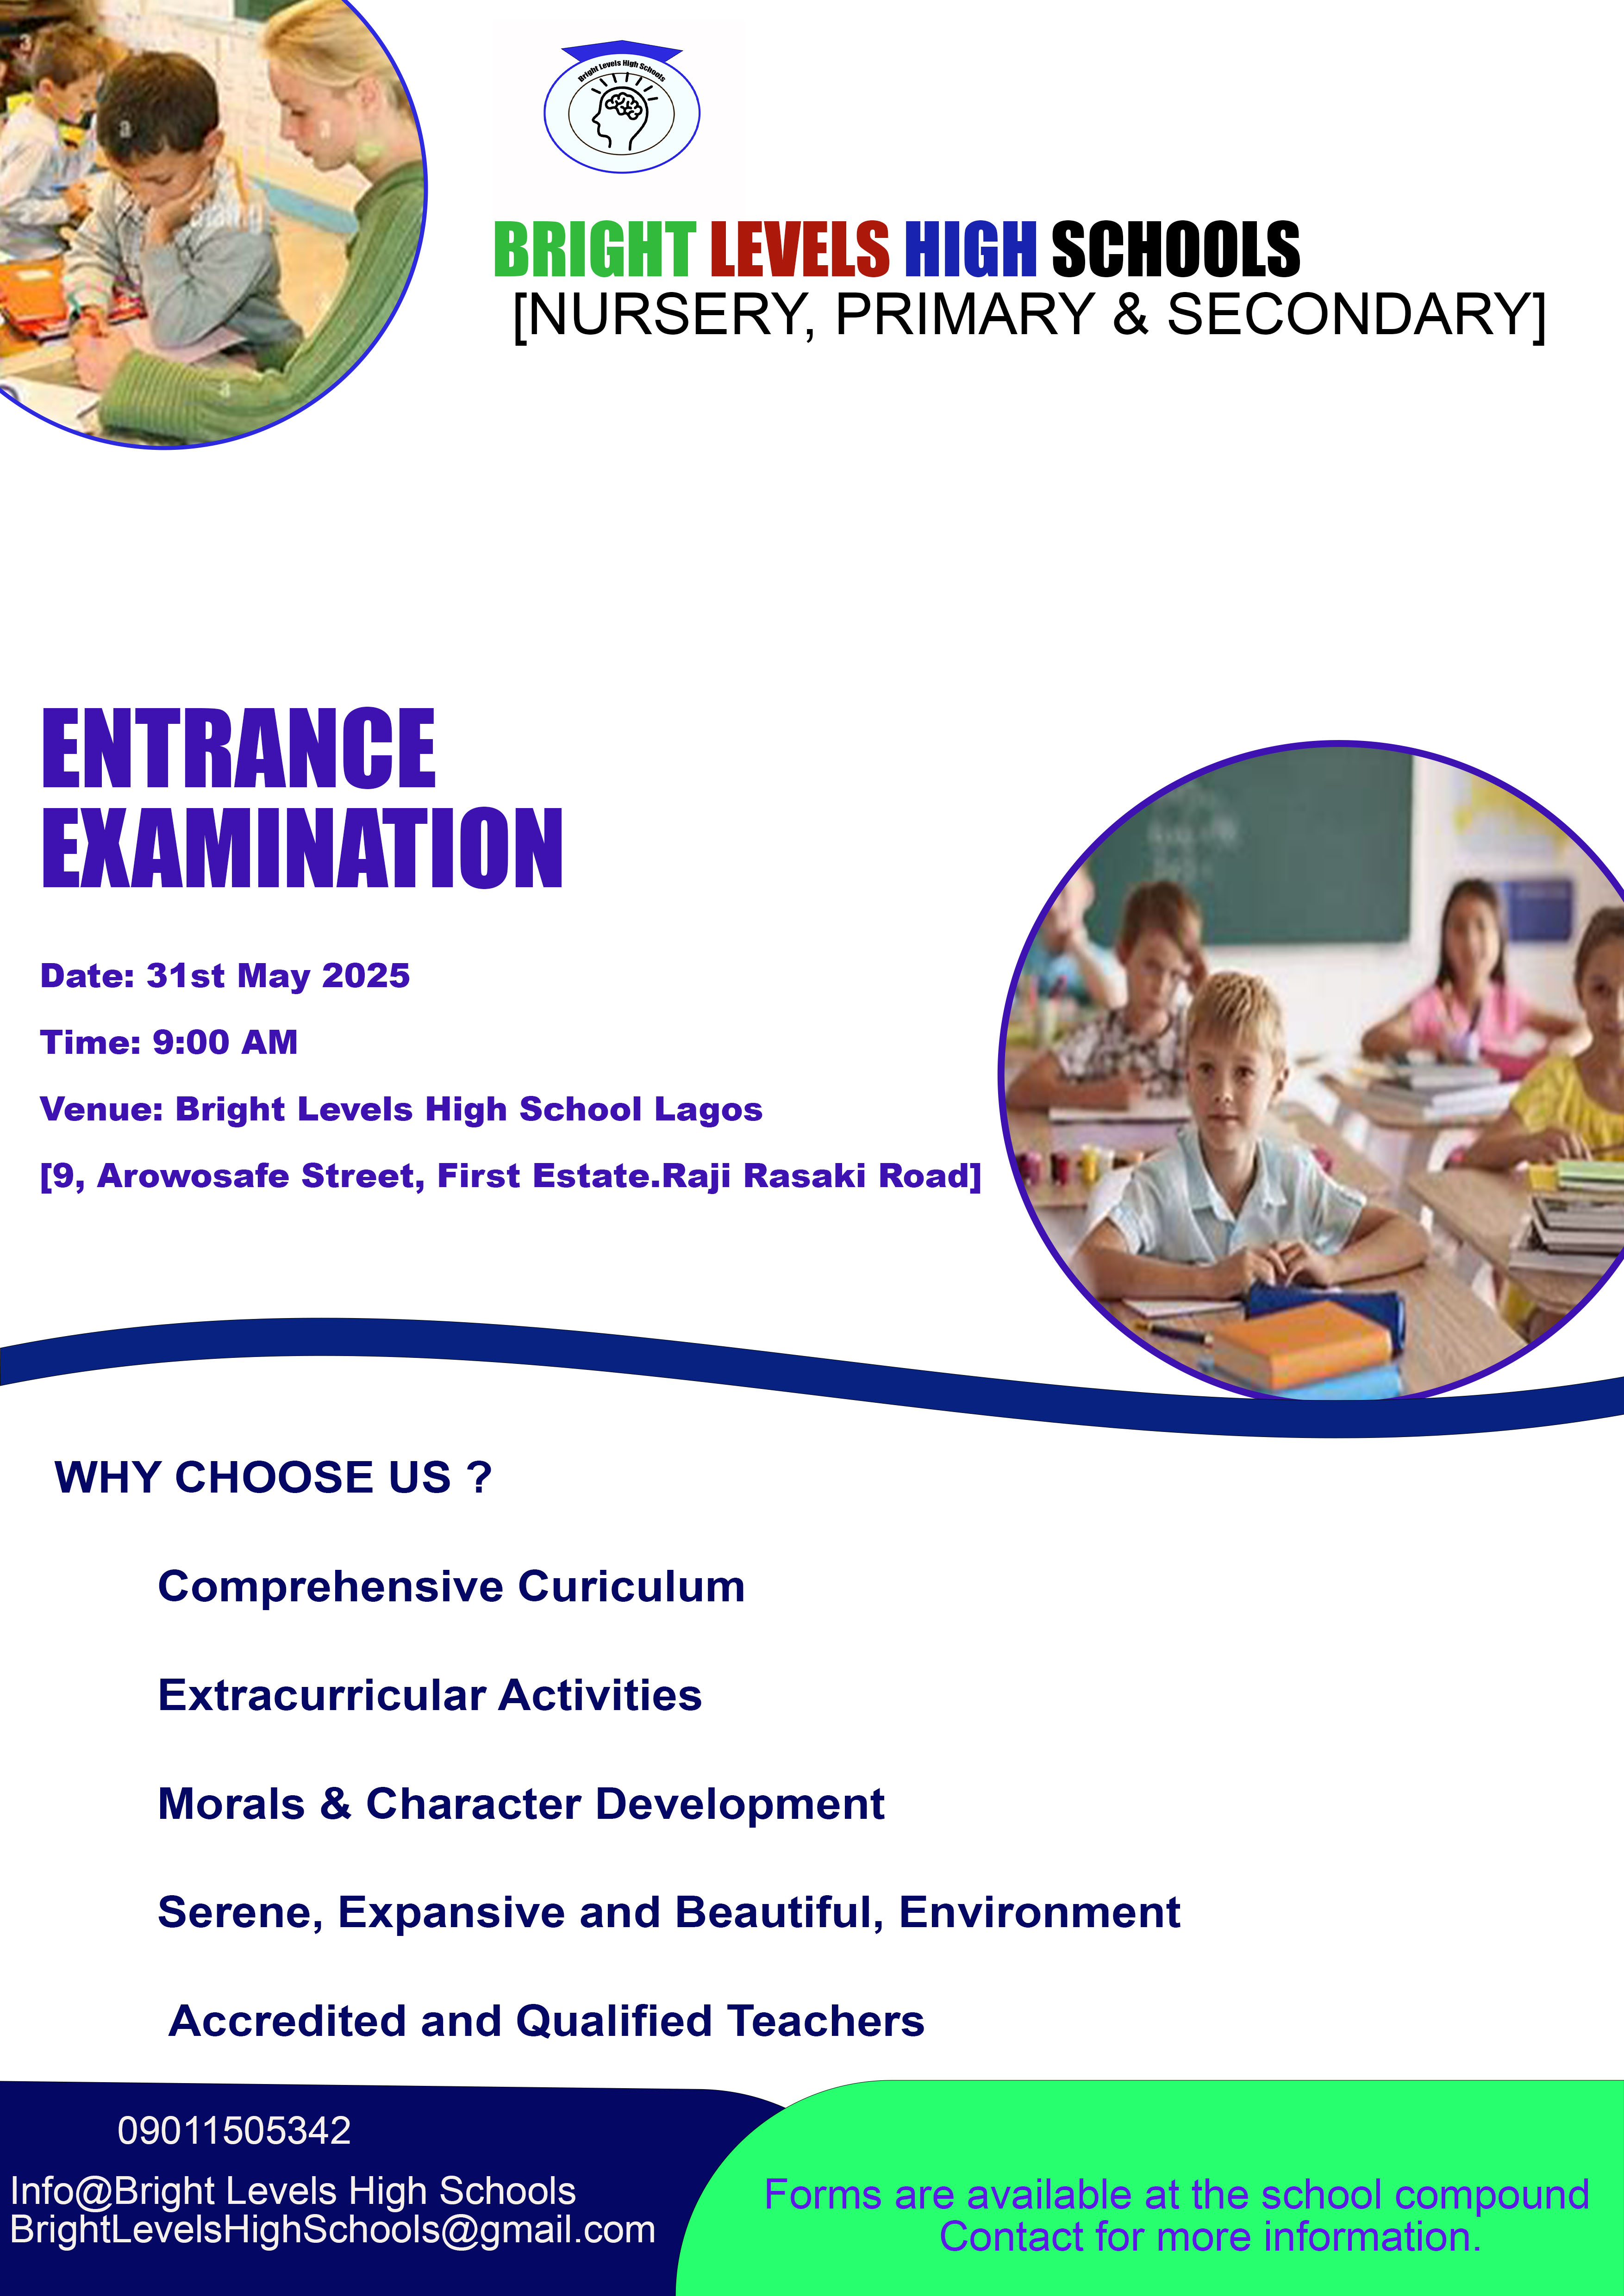 Bright Levels High Schools
BRIGHT LEVELS HIGH SCHOOLS
[NURSERY, PRIMARY & SECONDARY]
ENTRANCE
EXAMINATION
Date: 31st May 2025
Time: 9:00 AM
Venue: Bright Levels High School Lagos
[9, Arowosafe Street, First Estate.Raji Rasaki Road]
WHY CHOOSE US ?
Comprehensive Curiculum
Extracurricular Activities
Morals & Character Development
Serene, Expansive and Beautiful, Environment
Accredited and Qualified Teachers
09011505342
Info@Bright Levels High Schools
BrightLevelsHighSchools@gmail.com
Forms are available at the school compound
Contact for more information.